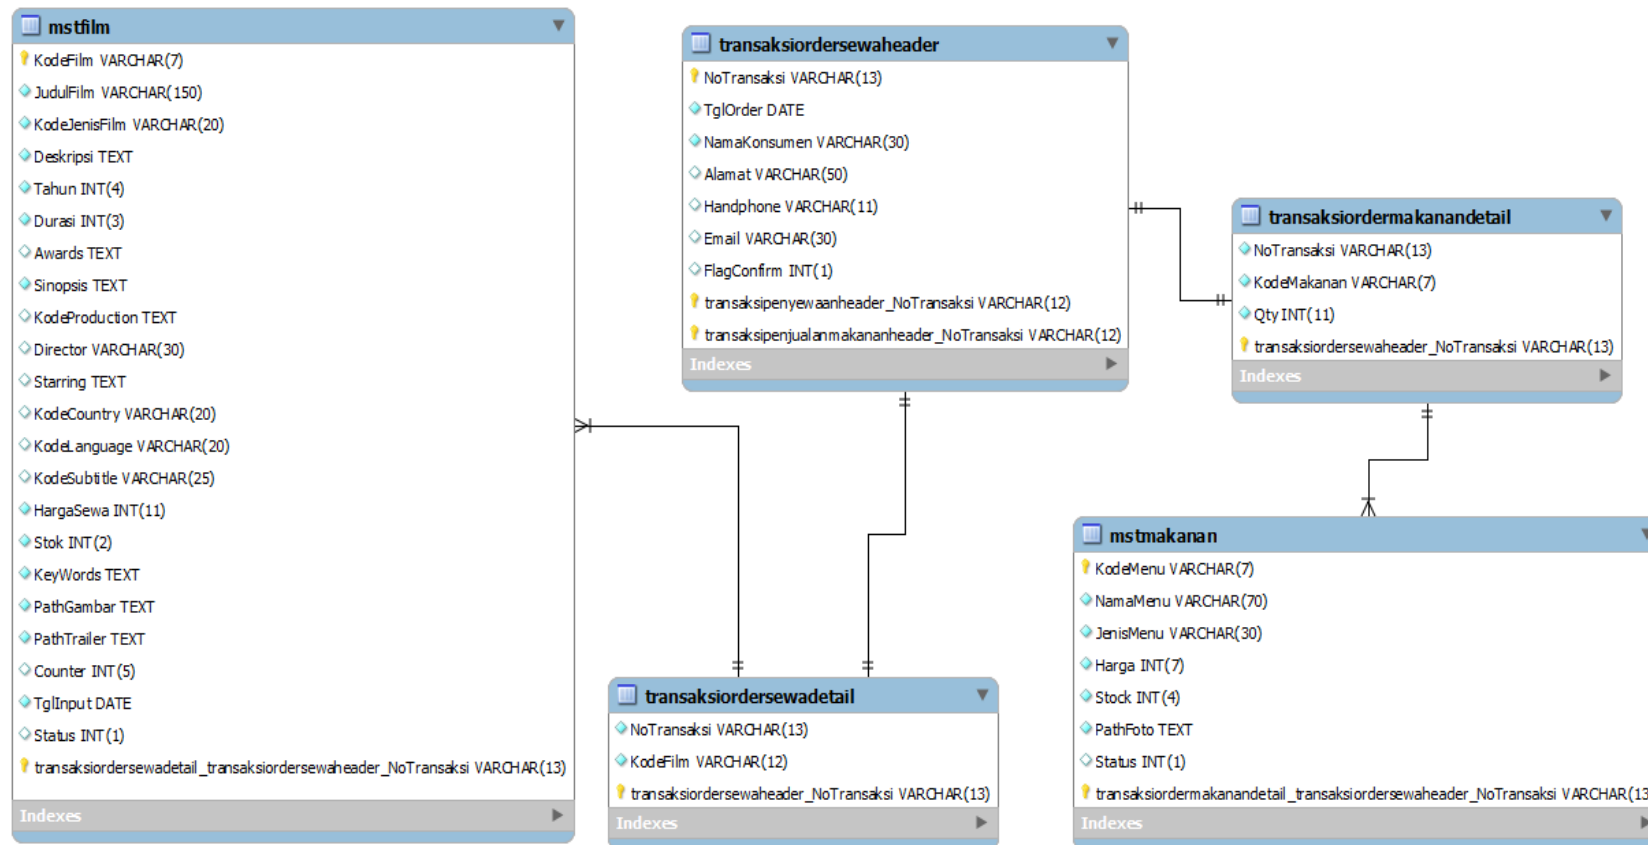 mstfilm
KodeFilm VARCHAR(7)
JudulFilm VARCHAR(150)
KodeJenisFilm VARCHAR(20)
Deskripsi TEXT
Tahun INT(4)
Durasi INT(3)
Awards TEXT
Sinopsis TEXT
KodeProduction TEXT
Director VARCHAR(30)
Starring TEXT
KodeCountry VARCHAR(20)
KodeLanguage VARCHAR(20)
KodeSubtitle VARCHAR(25)
HargaSewa INT(11)
Stok INT(2)
KeyWords TEXT
PathGambar TEXT
PathTrailer TEXT
Counter INT(5)
TglInput DATE
Status INT(1)
transaksiordersewadetail_transaksiordersewaheader_NoTransaksi VARCHAR(13)
Indexes
transaksiordersewaheader
NoTransaksi VARCHAR(13)
TglOrder DATE
NamaKonsumen VARCHAR(30)
Alamat VARCHAR(50)
Handphone VARCHAR(11)
Email VARCHAR(30)
FlagConfirm INT(1)
transaksipenyewaanheader_NoTransaksi VARCHAR(12)
transaksipenjualanmakananheader_NoTransaksi VARCHAR(12)
Indexes
transaksiordermakanandetail
NoTransaksi VARCHAR(13)
KodeMakanan VARCHAR(7)
Qty INT(11)
transaksiordersewaheader_NoTransaksi VARCHAR(13)
Indexes
transaksiordersewadetail
NoTransaksi VARCHAR(13)
KodeFilm VARCHAR(12)
transaksiordersewaheader_NoTransaksi VARCHAR(13)
Indexes
mstmakanan
KodeMenu VARCHAR(7)
NamaMenu VARCHAR(70)
JenisMenu VARCHAR(30)
Harga INT(7)
Stock INT(4)
PathFoto TEXT
Status INT(1)
transaksiordermakanandetail_transaksiordersewaheader_NoTransaksi VARCHAR(13
Indexes